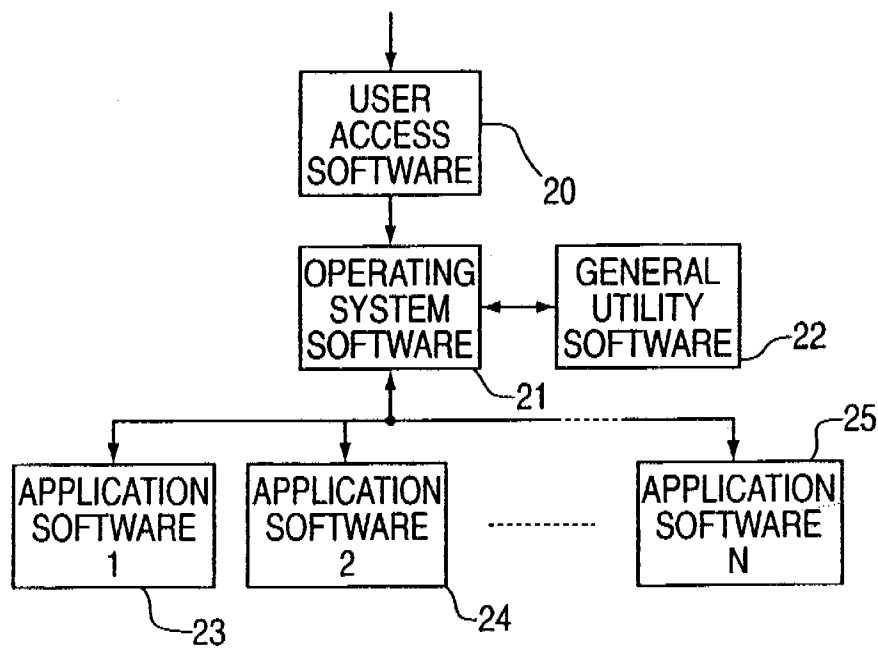 USER
ACCESS
SOFTWARE
20
OPERATING
SYSTEM
SOFTWARE
21
GENERAL
UTILITY
SOFTWARE
22
APPLICATION
SOFTWARE
1
23
APPLICATION
SOFTWARE
2
24
25
APPLICATION
SOFTWARE
N